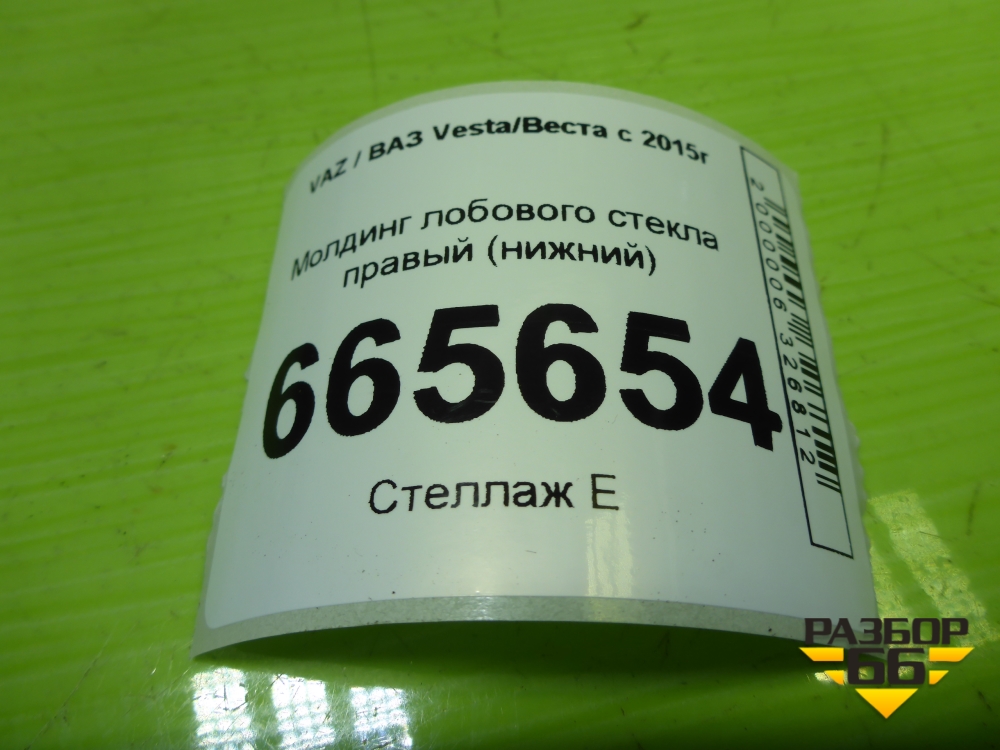 VAZ / ВАЗ Vesta/Веста с 2015г
Молдинг лобового стекла
правый (нижний)
665654
Стеллаж Е
2000006326812
РАЗБОР
66